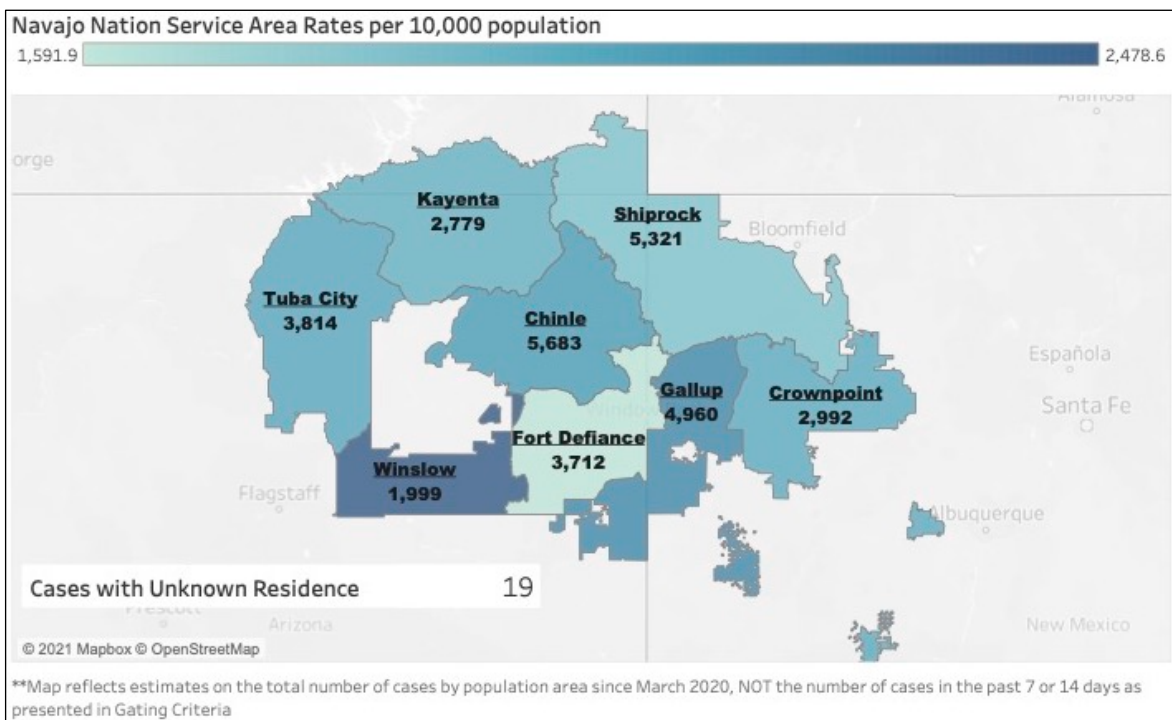 Navajo Nation Service Area Rates per 10,000 population
1,591.9
2,478.6
Alamosa
orge
Kayenta
2,779
Shiprock
5,321
Bloomfield
Tuba City
3,814
Chinle
5,683
Española
Gallup
4,960
Crownpoint
2,992
Santa Fe
Window
Fort Defiance
3,712
Winslow
1,999
Flagstaff
Albuquerque
Cases with Unknown Residence 19
Prescott
Arizona
New Mexico
© 2021 Mapbox © OpenStreetMap
**Map reflects estimates on the total number of cases by population area since March 2020, NOT the number of cases in the past 7 or 14 days as
presented in Gating Criteria